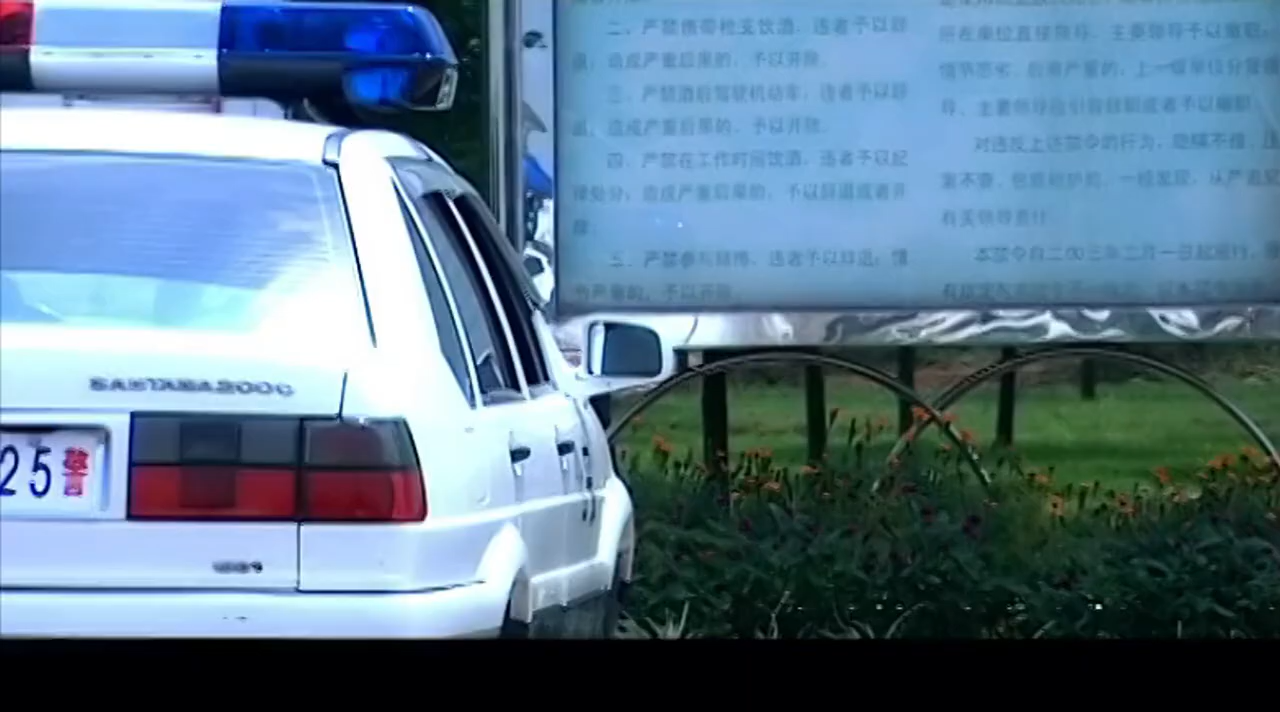 二、严禁携带枪支饮酒，违者予以辞
退；造成严重后果的，予以开除。
三、严禁酒后驾驶机动车，违者予以辞
退；造成严重后果的，予以开除。
四、严禁在工作时间饮酒，违者予以纪
律处分；造成严重后果的，予以辞退或者开
除。
五、严禁参与赌博，违者予以辞退；情
节严重的，予以开除。
所在单位直接领导、主要领导予以撤职；
情节恶劣、后果严重的，上一级单位分管领
导、主要领导应引咎辞职或者予以撤职。
对违反上述禁令的行为，隐瞒不报、压
案不查、包庇袒护的，一经发现，从严追究
有关领导责任。
本禁令自二00三年二月一日起施行。
SANTANA2000
25警